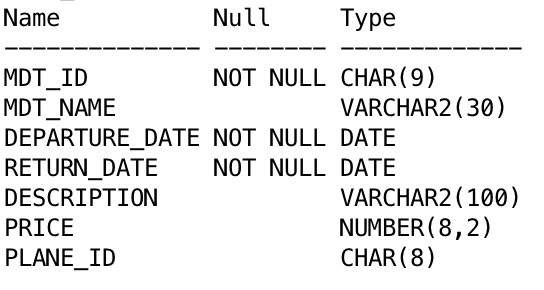 Name           Null     Type
-------------- -------- -------------
MDT_ID         NOT NULL CHAR(9)
MDT_NAME                VARCHAR2(30)
DEPARTURE_DATE NOT NULL DATE
RETURN_DATE    NOT NULL DATE
DESCRIPTION             VARCHAR2(100)
PRICE                   NUMBER(8,2)
PLANE_ID                CHAR(8)